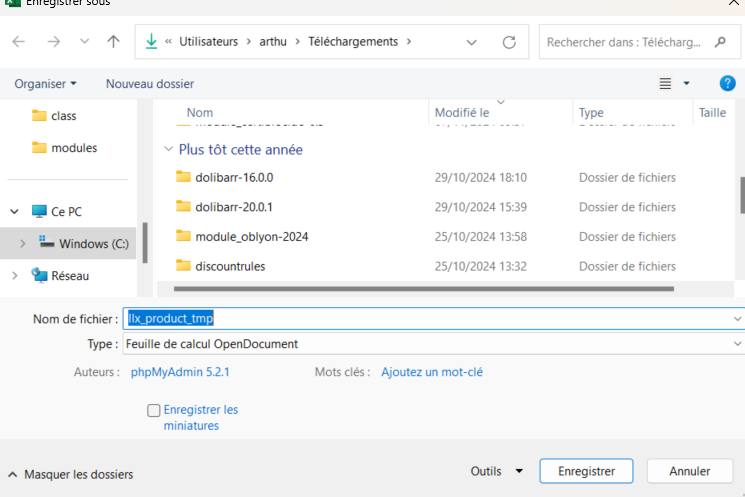 Enregistrer sous
« Utilisateurs > arthu > Téléchargements >
Rechercher dans : Télécharg...
Organiser
Nouveau dossier
?
class
modules
Ce PC
Windows (C:)
Réseau
Nom Modifié le Type Taille
Plus tôt cette année
dolibarr-16.0.0 29/10/2024 18:10 Dossier de fichiers
dolibarr-20.0.1 29/10/2024 15:39 Dossier de fichiers
module_oblyon-2024 25/10/2024 13:58 Dossier de fichiers
discountrules 25/10/2024 13:32 Dossier de fichiers
Nom de fichier : llx_product_tmp
Type : Feuille de calcul OpenDocument
Auteurs : phpMyAdmin 5.2.1 Mots clés : Ajoutez un mot-clé
Enregistrer les
miniatures
Masquer les dossiers
Outils
Enregistrer
Annuler